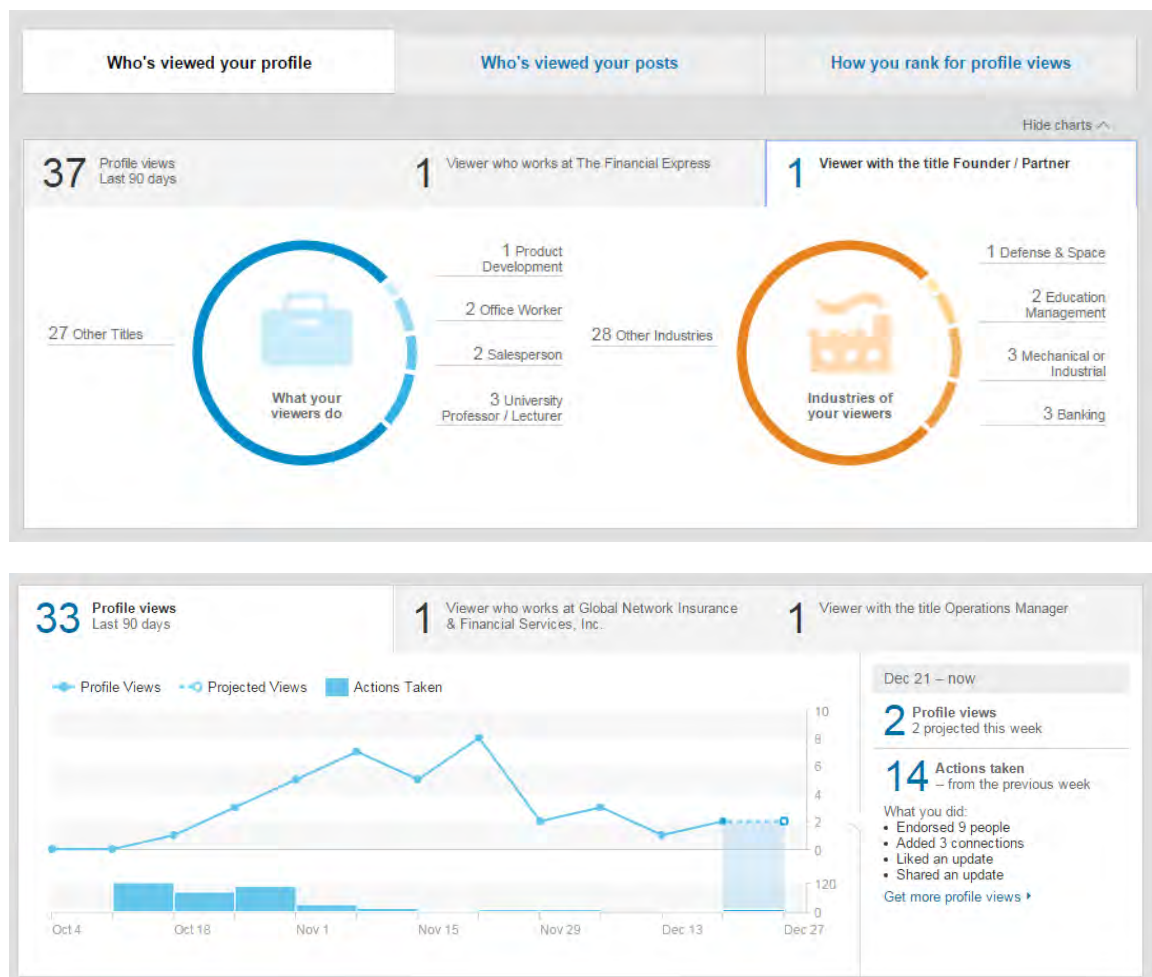 Who's viewed your profile
Who's viewed your posts
How you rank for profile views
Hide charts
37 Profile views
Last 90 days
1 Viewer who works at The Financial Express
1 Viewer with the title Founder / Partner
27 Other Titles
What your
viewers do
1 Product
Development
2 Office Worker
2 Salesperson
3 University
Professor / Lecturer
28 Other Industries
Industries of
your viewers
1 Defense & Space
2 Education
Management
3 Mechanical or
Industrial
3 Banking
33 Profile views
Last 90 days
1 Viewer who works at Global Network Insurance
& Financial Services, Inc.
1 Viewer with the title Operations Manager
Profile Views
Projected Views
Actions Taken
10
8
6
4
2
0
120
0
Oct 4
Oct 18
Nov 1
Nov 15
Nov 29
Dec 13
Dec 27
Dec 21 – now
2 Profile views
2 projected this week
14 Actions taken
– from the previous week
What you did:
• Endorsed 9 people
• Added 3 connections
• Liked an update
• Shared an update
Get more profile views